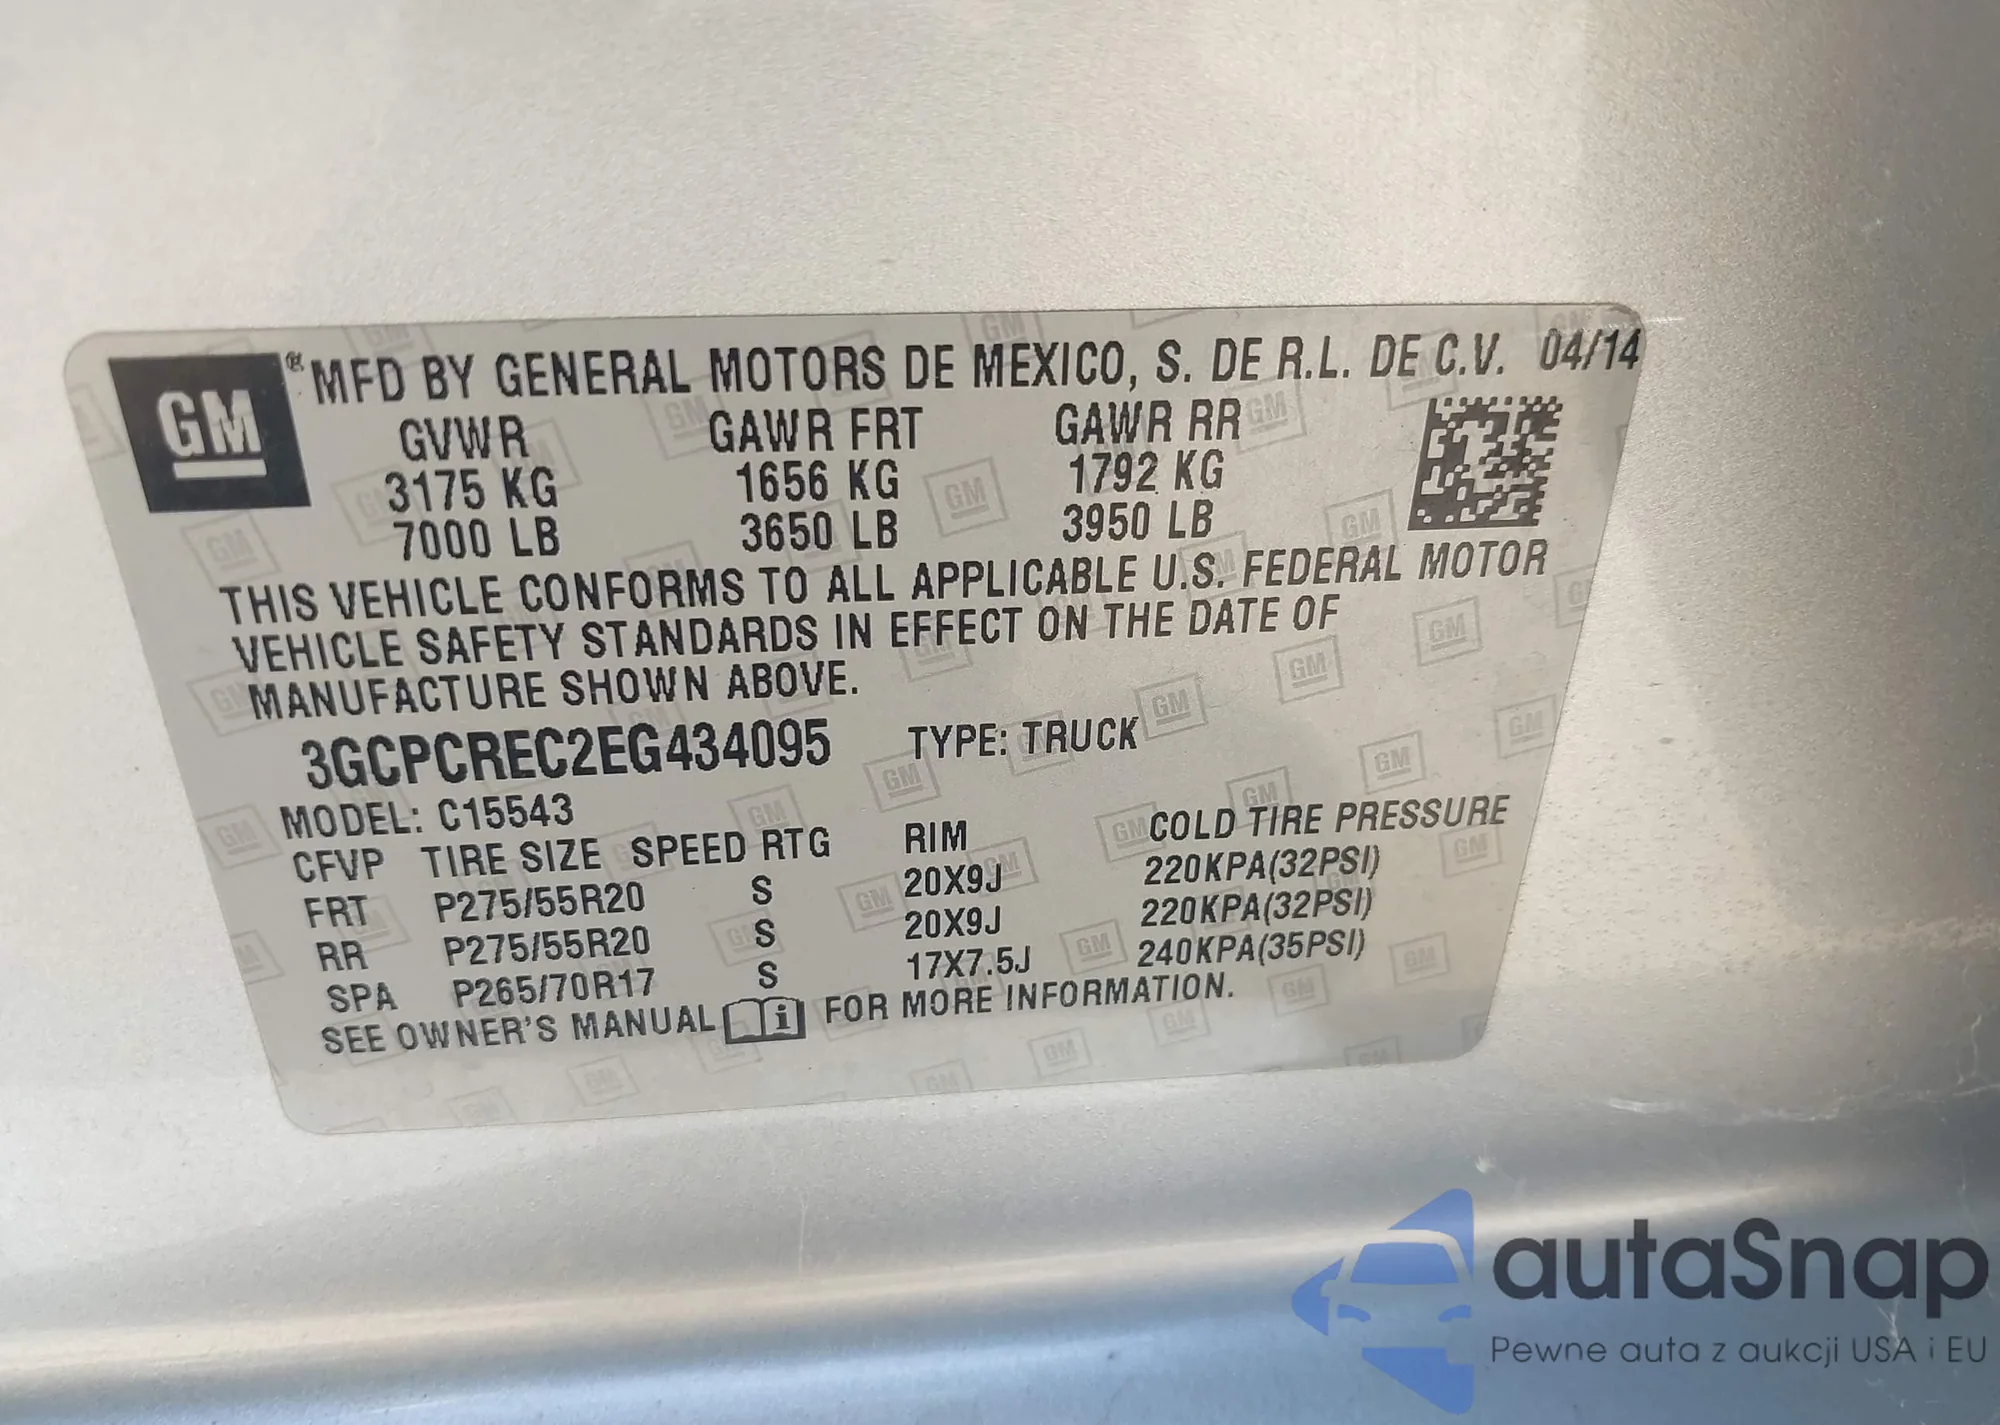 GM
® MFD BY GENERAL MOTORS DE MEXICO, S. DE R.L. DE C.V. 04/14
GVWR GAWR FRT GAWR RR
3175 KG 1656 KG 1792 KG
7000 LB 3650 LB 3950 LB
THIS VEHICLE CONFORMS TO ALL APPLICABLE U.S. FEDERAL MOTOR
VEHICLE SAFETY STANDARDS IN EFFECT ON THE DATE OF
MANUFACTURE SHOWN ABOVE.
3GCPCREC2EG434095 TYPE: TRUCK
MODEL: C15543
CFVP TIRE SIZE SPEED RTG RIM COLD TIRE PRESSURE
FRT P275/55R20 S 20X9J 220KPA(32PSI)
RR P275/55R20 S 20X9J 220KPA(32PSI)
SPA P265/70R17 S 17X7.5J 240KPA(35PSI)
SEE OWNER'S MANUAL i FOR MORE INFORMATION.
autaSnap
Pewne auta z aukcji USA i EU